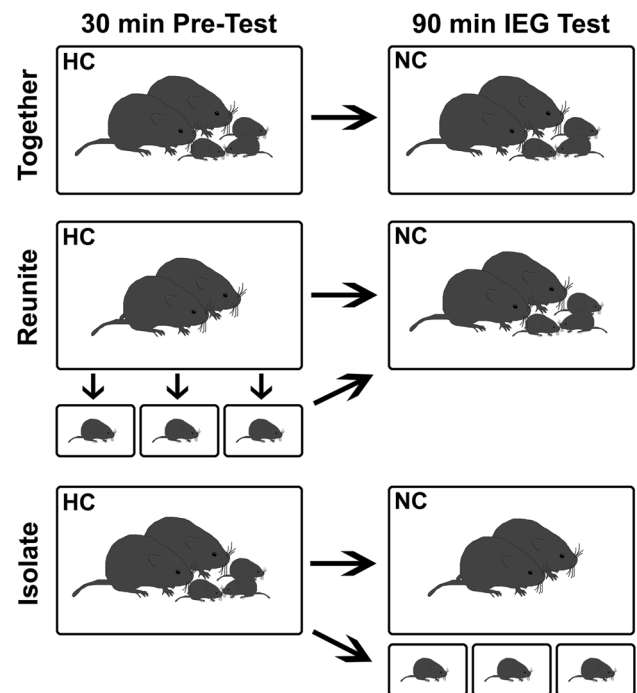 30 min Pre-Test
90 min IEG Test
Together
HC
NC
Reunite
HC
NC
Isolate
HC
NC